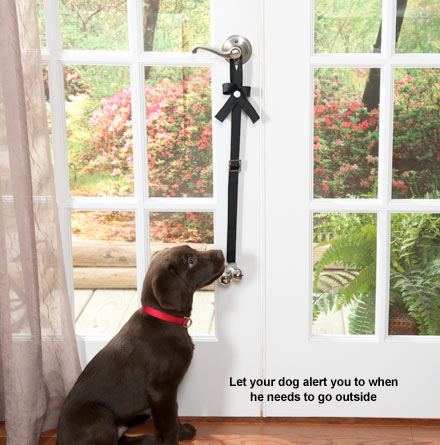 Let your dog alert you to when
he needs to go outside